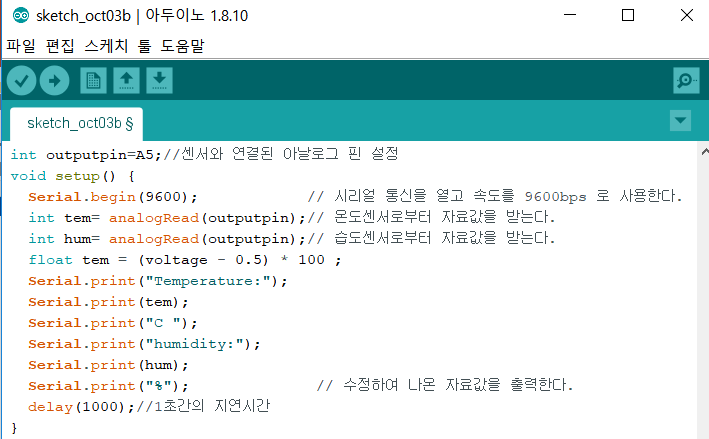 sketch_oct03b | 아두이노 1.8.10
파일 편집 스케치 툴 도움말
sketch_oct03b §
int outputpin=A5;//센서와 연결된 아날로그 핀 설정
void setup() {
Serial.begin(9600); // 시리얼 통신을 열고 속도를 9600bps 로 사용한다.
int tem= analogRead(outputpin);// 온도센서로부터 자료값을 받는다.
int hum= analogRead(outputpin);// 습도센서로부터 자료값을 받는다.
float tem = (voltage - 0.5) * 100 ;
Serial.print("Temperature:");
Serial.print(tem);
Serial.print("C ");
Serial.print("humidity:");
Serial.print(hum);
Serial.print("%"); // 수정하여 나온 자료값을 출력한다.
delay(1000);//1초간의 지연시간
}